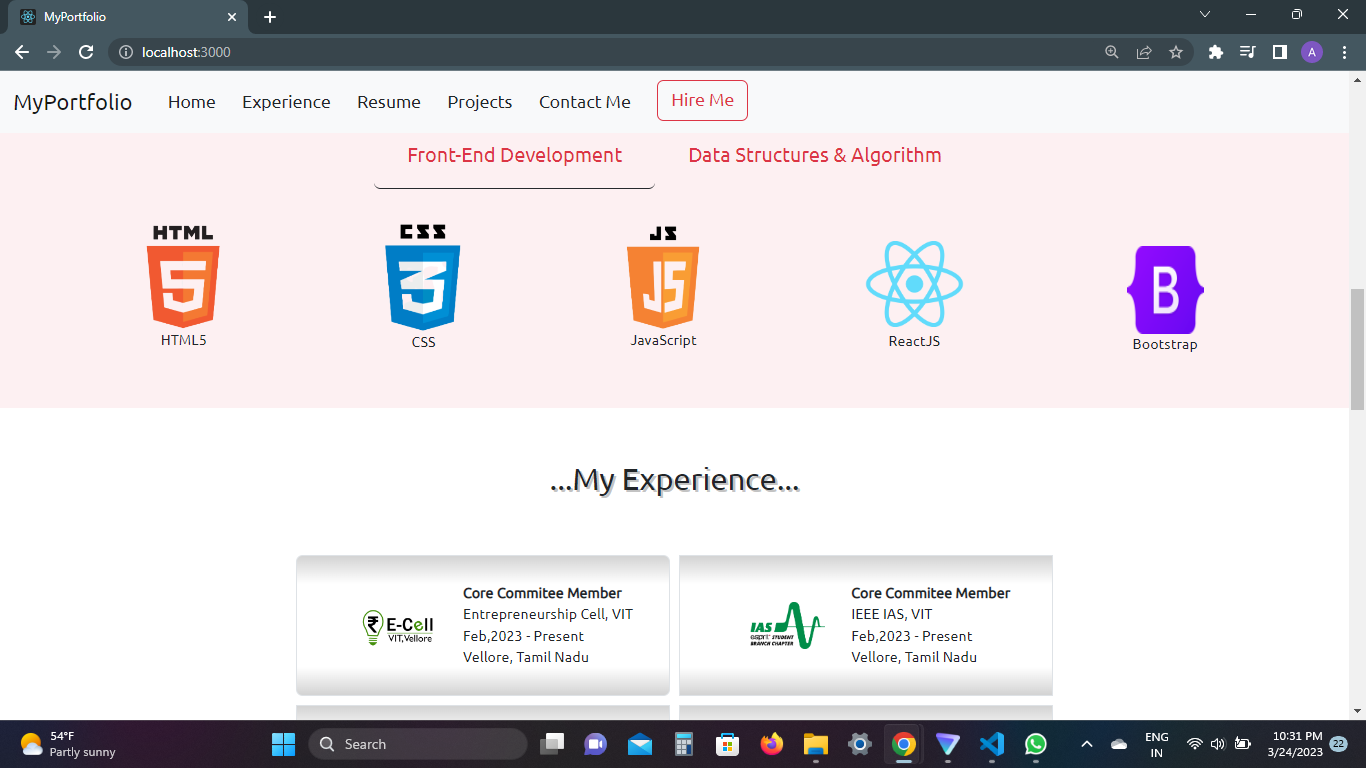 MyPortfolio
localhost:3000
A
MyPortfolio Home Experience Resume Projects Contact Me Hire Me
Front-End Development Data Structures & Algorithm
HTML CSS JS
5 3 JS B
HTML5 CSS JavaScript ReactJS Bootstrap
...My Experience...
Core Commitee Member
Entrepreneurship Cell, VIT
Feb,2023 - Present
Vellore, Tamil Nadu
₹ E-Cell
VIT,Vellore
Core Commitee Member
IEEE IAS, VIT
Feb,2023 - Present
Vellore, Tamil Nadu
IAS
esprit STUDENT
BRANCH CHAPTER
54°F
Partly sunny
Search
ENG
IN
10:31 PM
3/24/2023
22